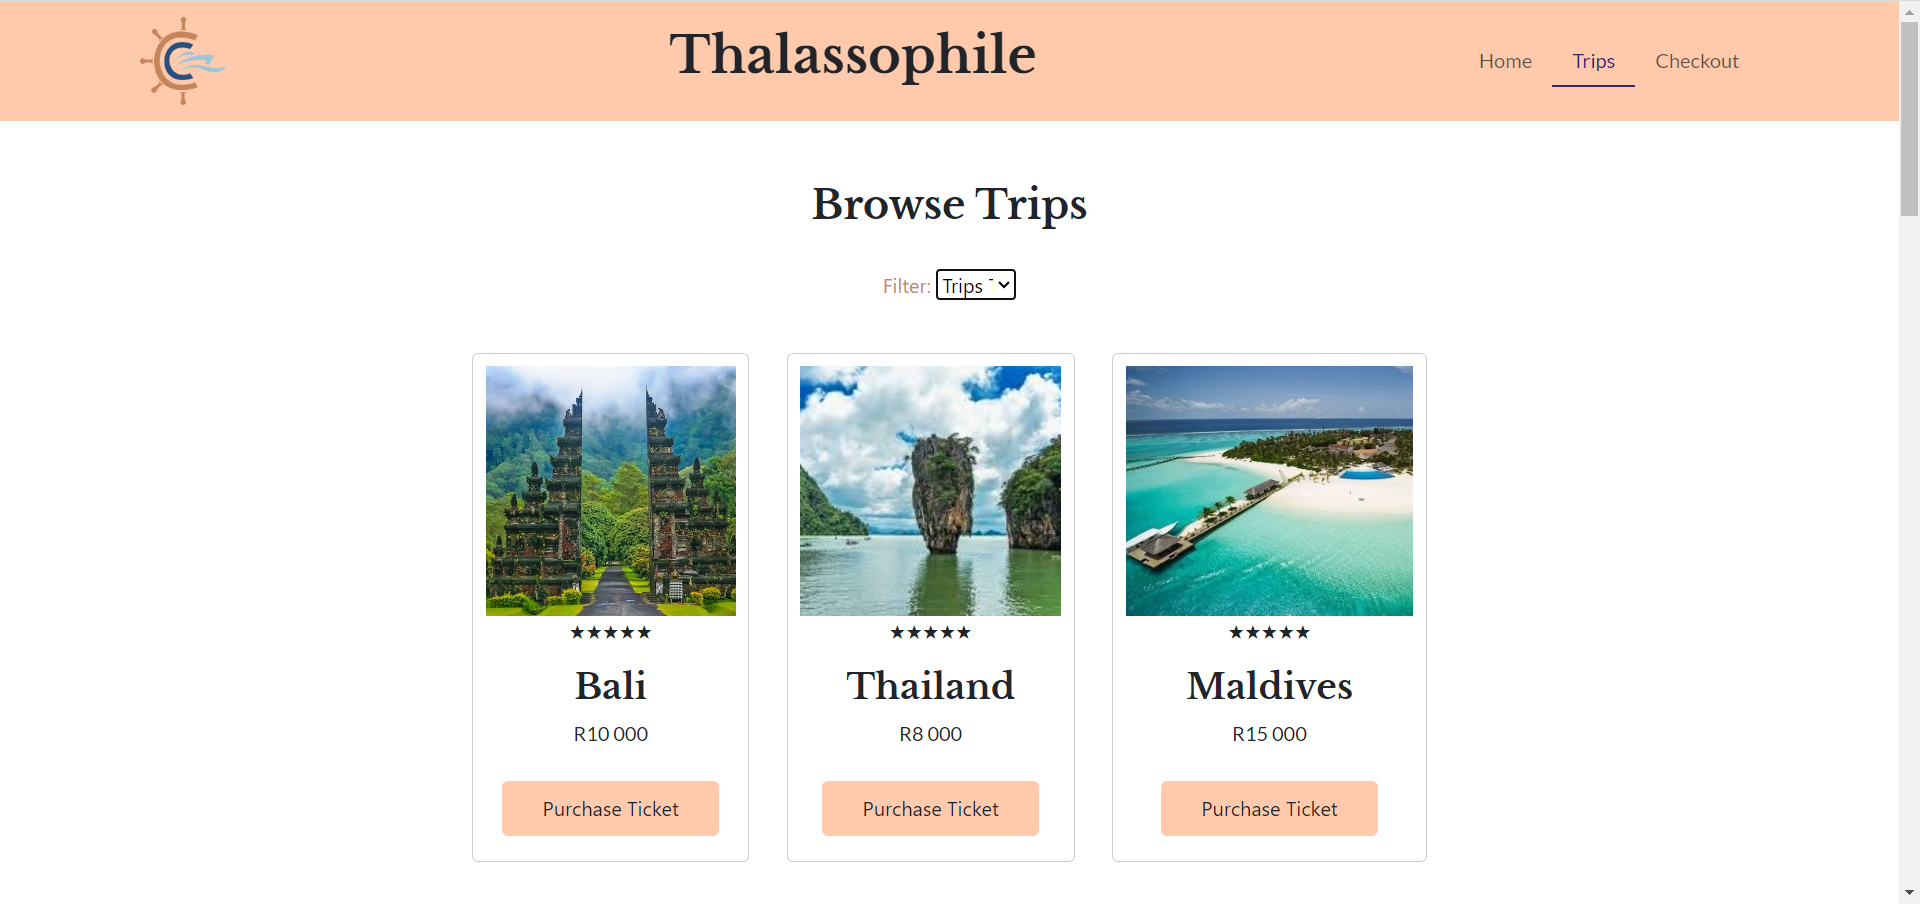 Thalassophile
Home Trips Checkout
Browse Trips
Filter: Trips
★★★★★ ★★★★★ ★★★★★
Bali Thailand Maldives
R10 000 R8 000 R15 000
Purchase Ticket Purchase Ticket Purchase Ticket